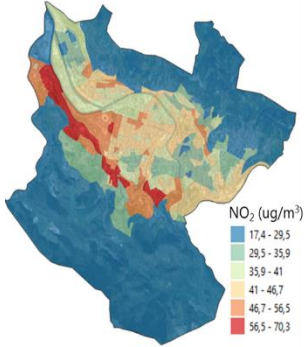 NO₂ (ug/m³)
17,4 - 29,5
29,5 - 35,9
35,9 - 41
41 - 46,7
46,7 - 56,5
56,5 - 70,3